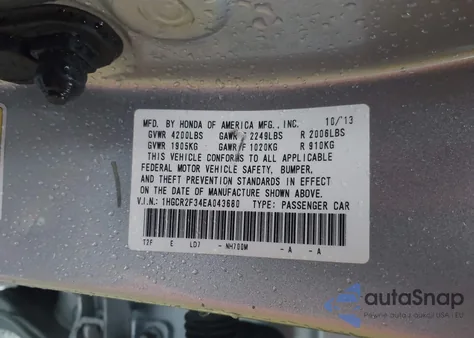 MFD. BY HONDA OF AMERICA MFG., INC. 10/13
GVWR 4200LBS GAWR F 2249LBS R 2006LBS
GVWR 1905KG GAWR F 1020KG R 910KG
THIS VEHICLE CONFORMS TO ALL APPLICABLE
FEDERAL MOTOR VEHICLE SAFETY, BUMPER,
AND THEFT PREVENTION STANDARDS IN EFFECT
ON THE DATE OF MANUFACTURE SHOWN ABOVE.
V.I.N.: 1HGCR2F34EA043680 TYPE: PASSENGER CAR
E LD7 - NH700M - A - A
autoSnap